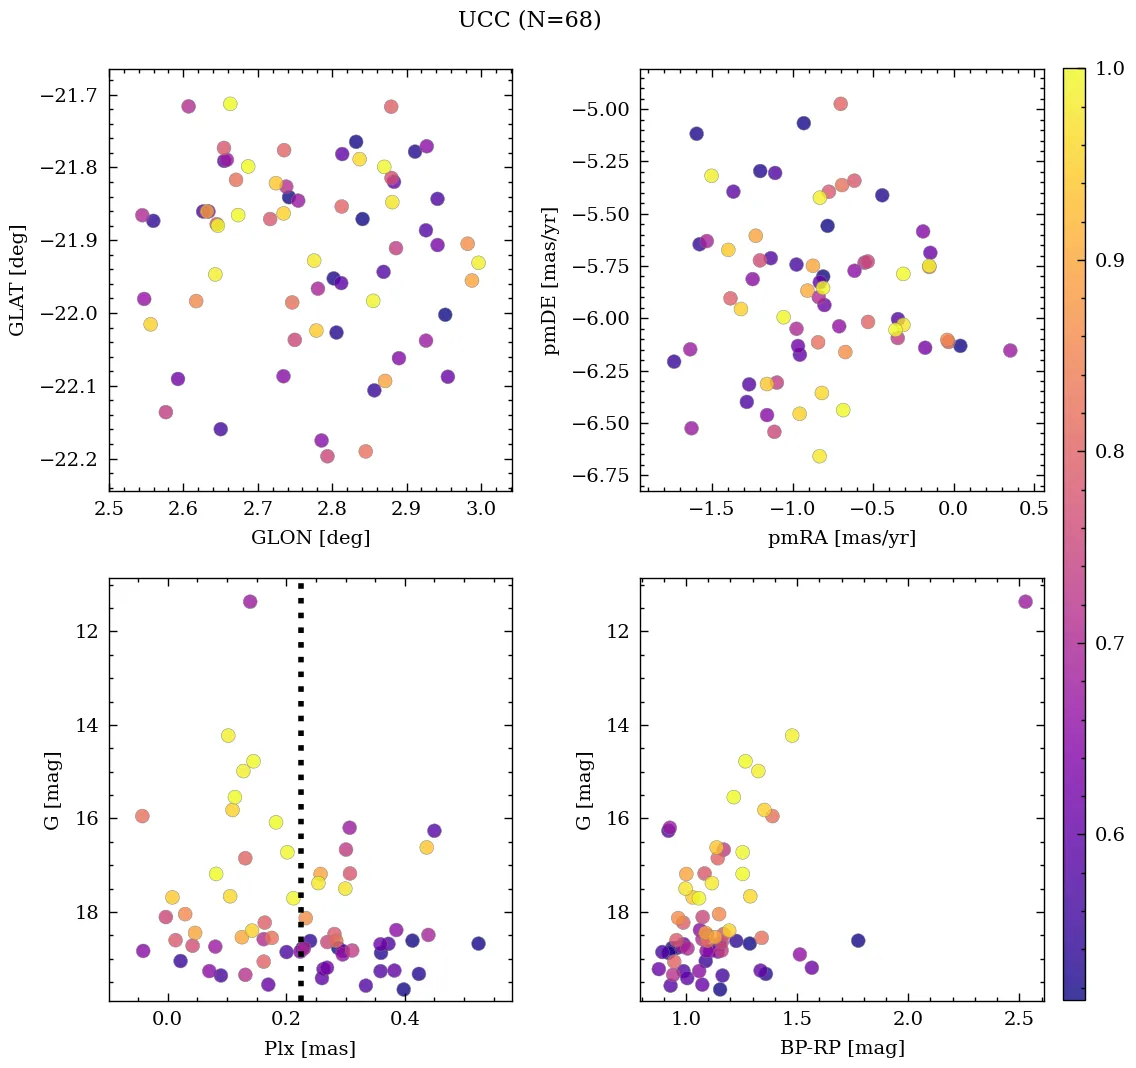 UCC (N=68)
−21.7
−21.8
−21.9
−22.0
−22.1
−22.2
GLAT [deg]
2.5 2.6 2.7 2.8 2.9 3.0
GLON [deg]
−5.00
−5.25
−5.50
−5.75
−6.00
−6.25
−6.50
−6.75
pmDE [mas/yr]
−1.5 −1.0 −0.5 0.0 0.5
pmRA [mas/yr]
12
14
16
18
G [mag]
0.0 0.2 0.4
Plx [mas]
12
14
16
18
G [mag]
1.0 1.5 2.0 2.5
BP-RP [mag]
1.0
0.9
0.8
0.7
0.6